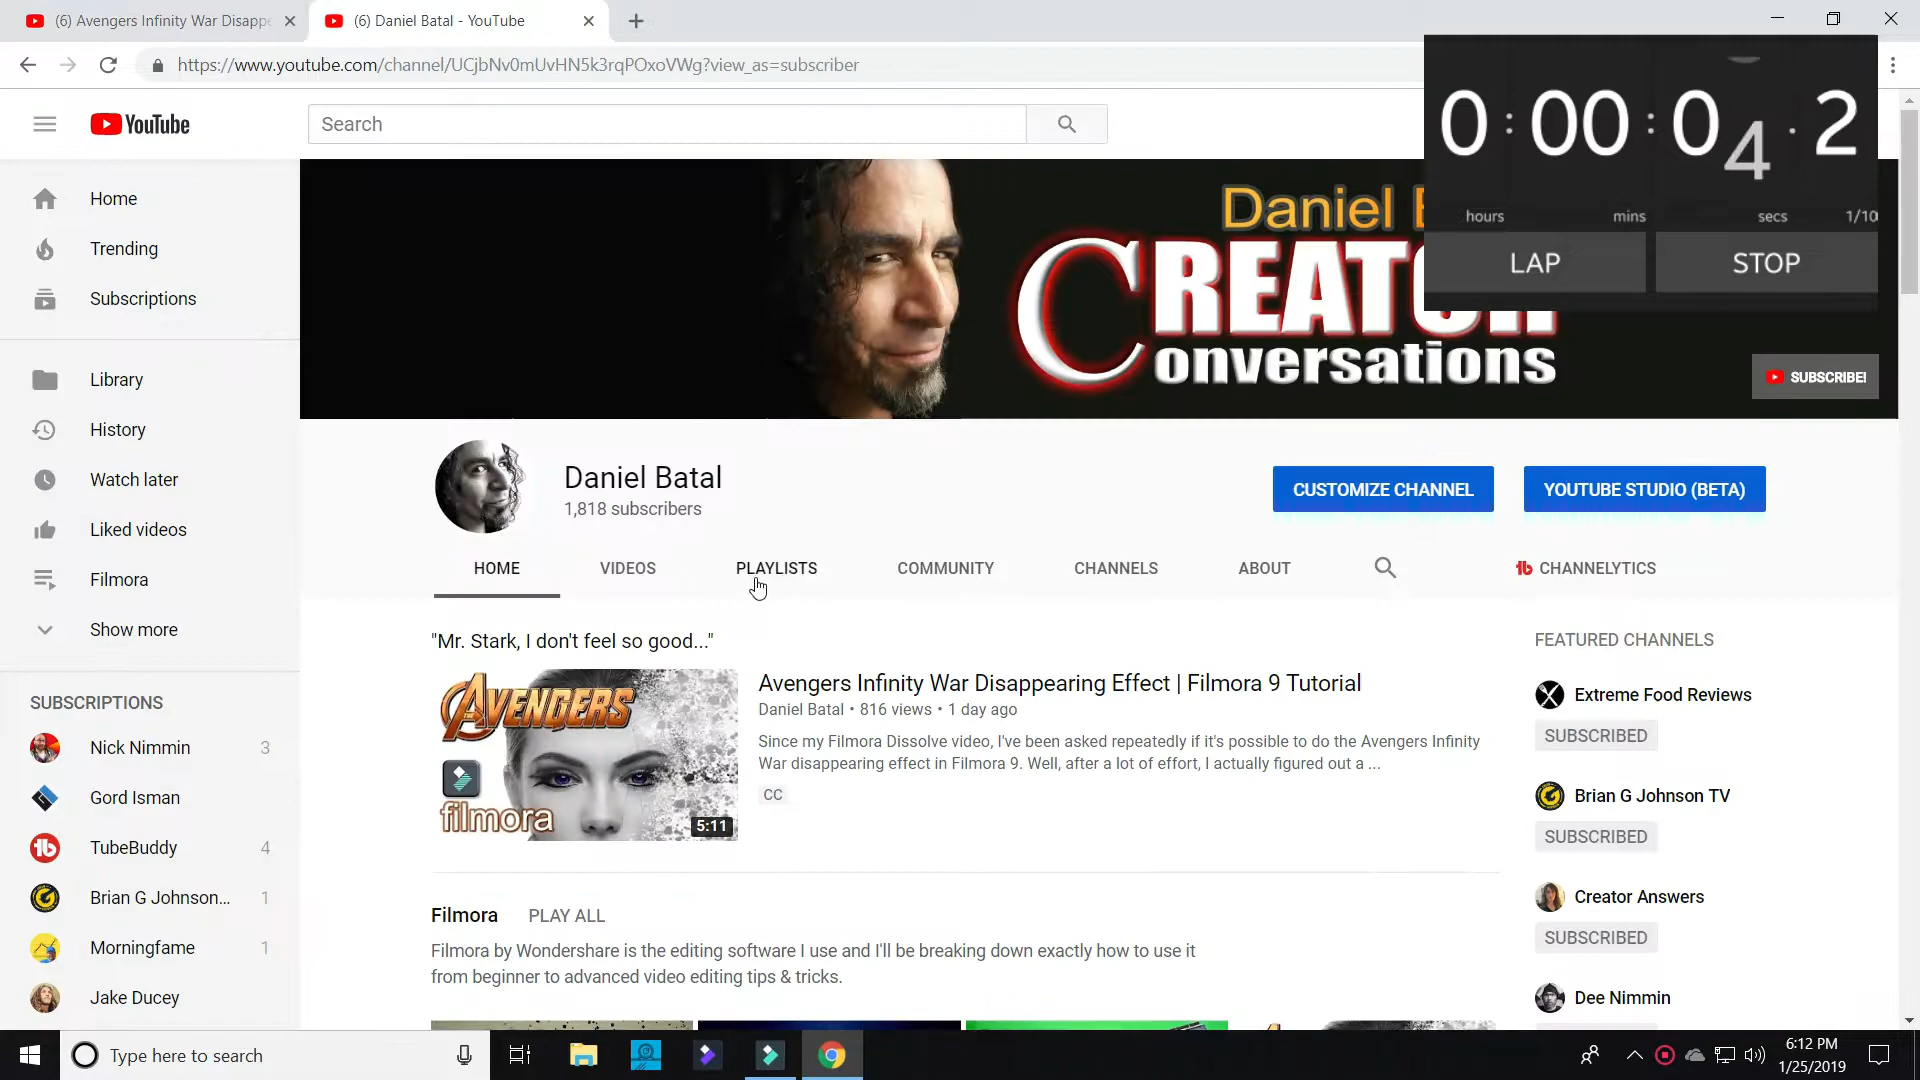 (6) Avengers Infinity War Disappe
(6) Daniel Batal - YouTube
https://www.youtube.com/channel/UCjbNv0mUvHN5k3rqPOxoVWg?view_as=subscriber
YouTube
Search
0:00:04.2
hours mins secs 1/10
LAP STOP
Daniel
CREATOR
Conversations
SUBSCRIBE!
Home
Trending
Subscriptions
Library
History
Watch later
Liked videos
Filmora
Show more
SUBSCRIPTIONS
Nick Nimmin 3
Gord Isman
TubeBuddy 4
Brian G Johnson... 1
Morningfame 1
Jake Ducey
Daniel Batal
1,818 subscribers
CUSTOMIZE CHANNEL
YOUTUBE STUDIO (BETA)
HOME VIDEOS PLAYLISTS COMMUNITY CHANNELS ABOUT CHANNELYTICS
"Mr. Stark, I don't feel so good..."
AVENGERS
filmora
5:11
Avengers Infinity War Disappearing Effect | Filmora 9 Tutorial
Daniel Batal • 816 views • 1 day ago
Since my Filmora Dissolve video, I've been asked repeatedly if it's possible to do the Avengers Infinity
War disappearing effect in Filmora 9. Well, after a lot of effort, I actually figured out a ...
CC
Filmora PLAY ALL
Filmora by Wondershare is the editing software I use and I'll be breaking down exactly how to use it
from beginner to advanced video editing tips & tricks.
FEATURED CHANNELS
Extreme Food Reviews
SUBSCRIBED
Brian G Johnson TV
SUBSCRIBED
Creator Answers
SUBSCRIBED
Dee Nimmin
Type here to search
6:12 PM
1/25/2019